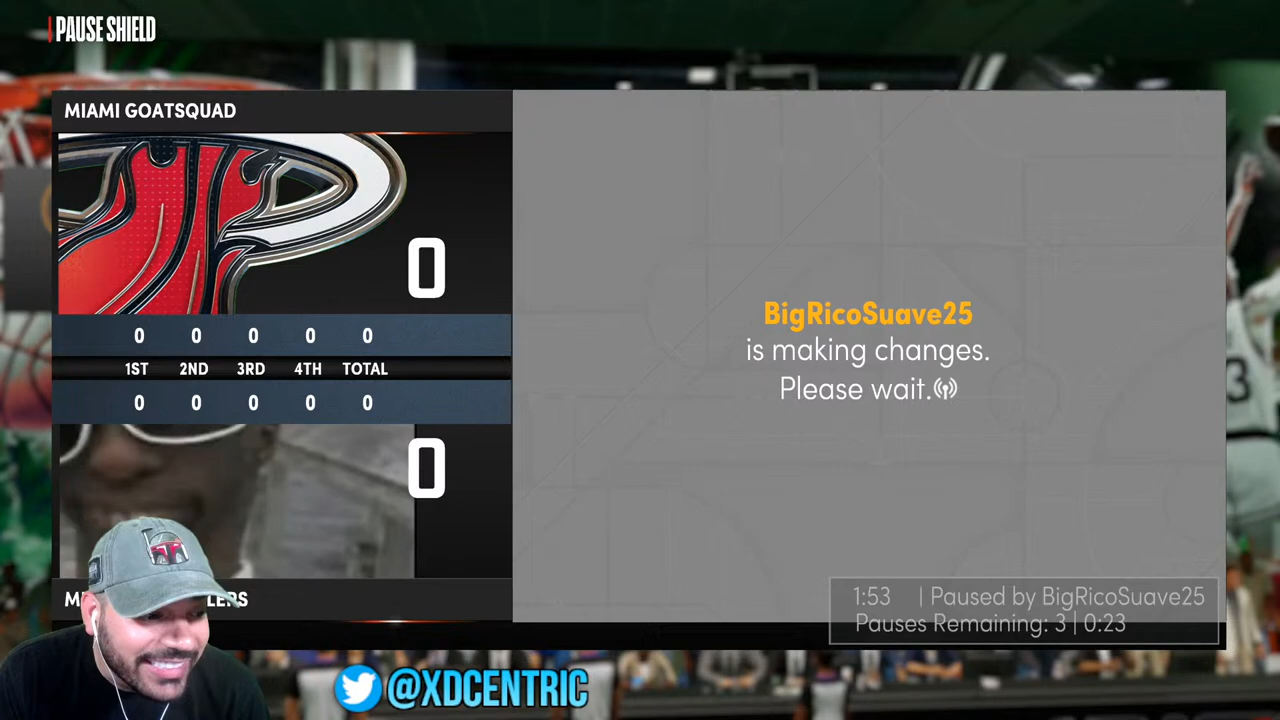 PAUSE SHIELD
MIAMI GOATSQUAD
0
0 0 0 0 0
1ST 2ND 3RD 4TH TOTAL
0 0 0 0 0
0
BigRicoSuave25
is making changes.
Please wait.
1:53 | Paused by BigRicoSuave25
Pauses Remaining: 3 | 0:23
@XDCENTRIC